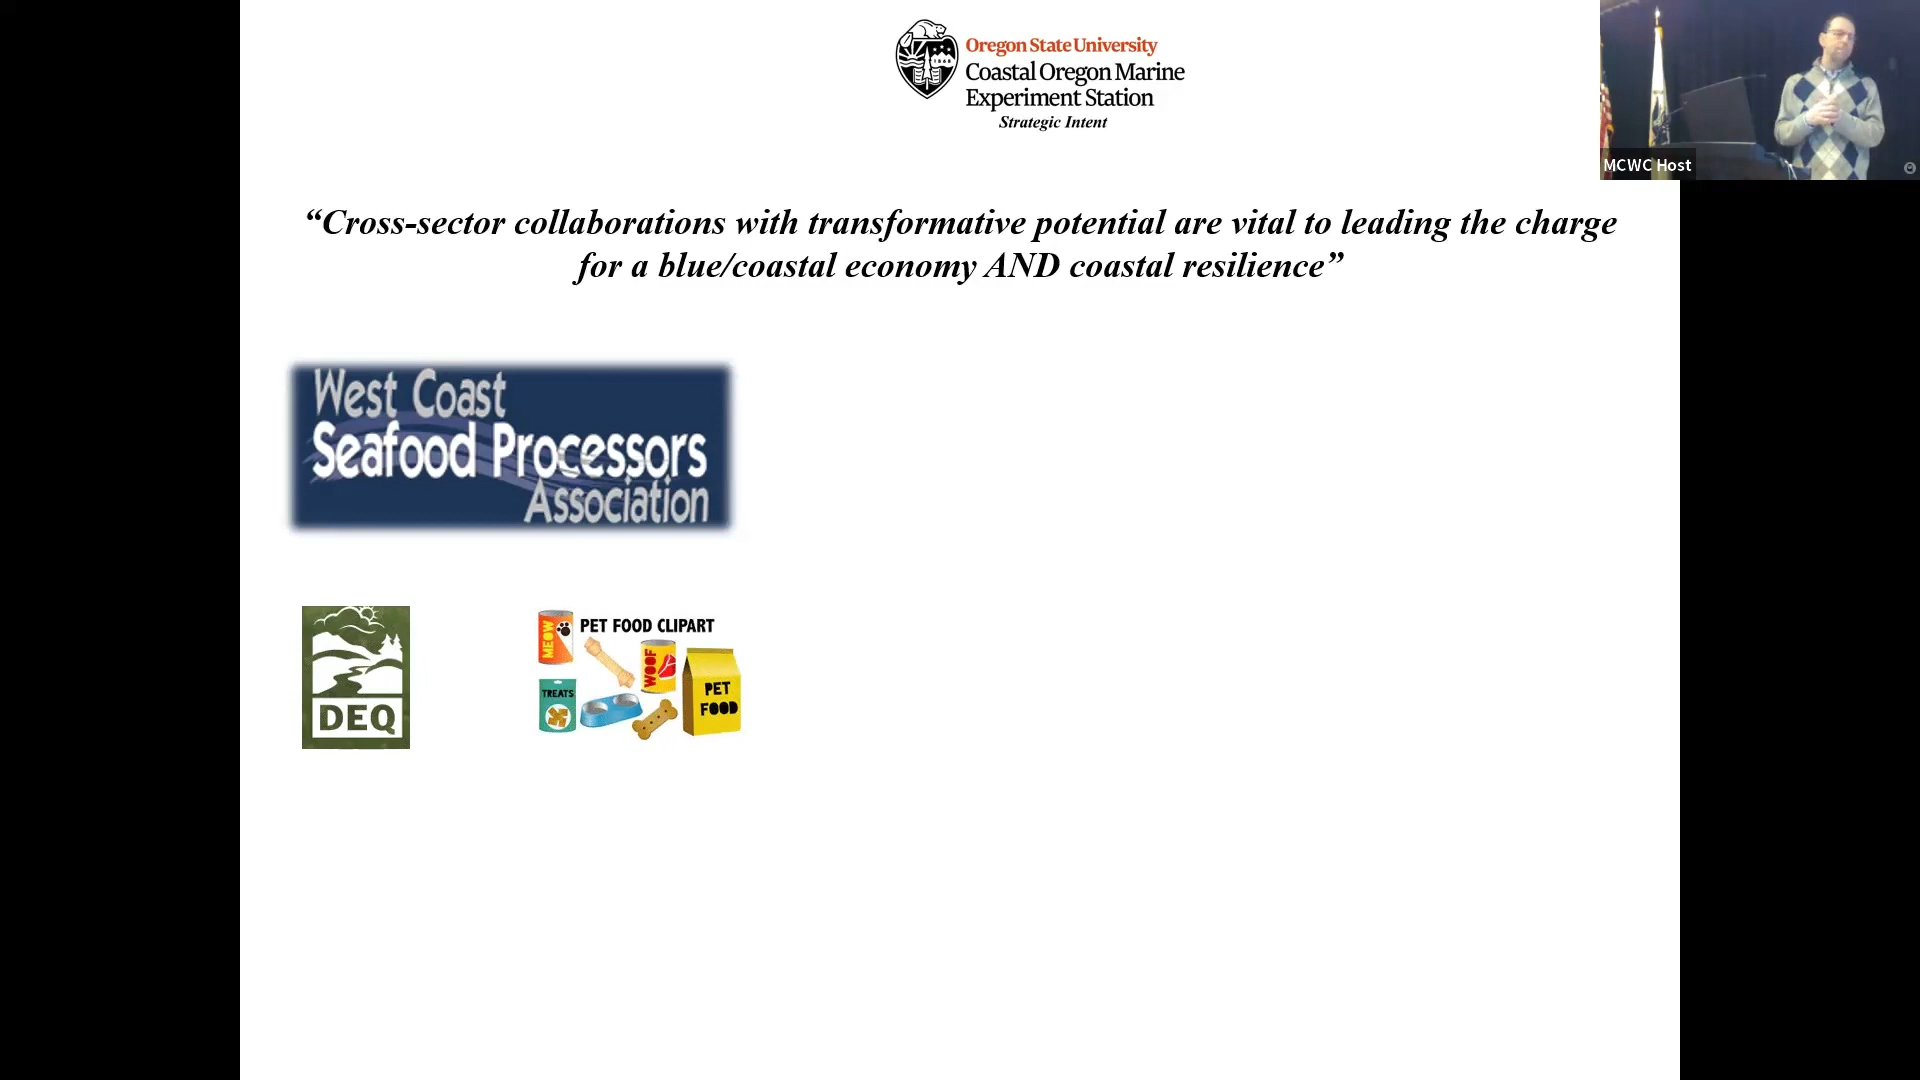 Oregon State University
Coastal Oregon Marine
Experiment Station
Strategic Intent
MCWC Host
“Cross-sector collaborations with transformative potential are vital to leading the charge
for a blue/coastal economy AND coastal resilience”
West Coast
Seafood Processors
Association
DEQ
PET FOOD CLIPART
MEOW
WOOF
TREATS
PET
FOOD